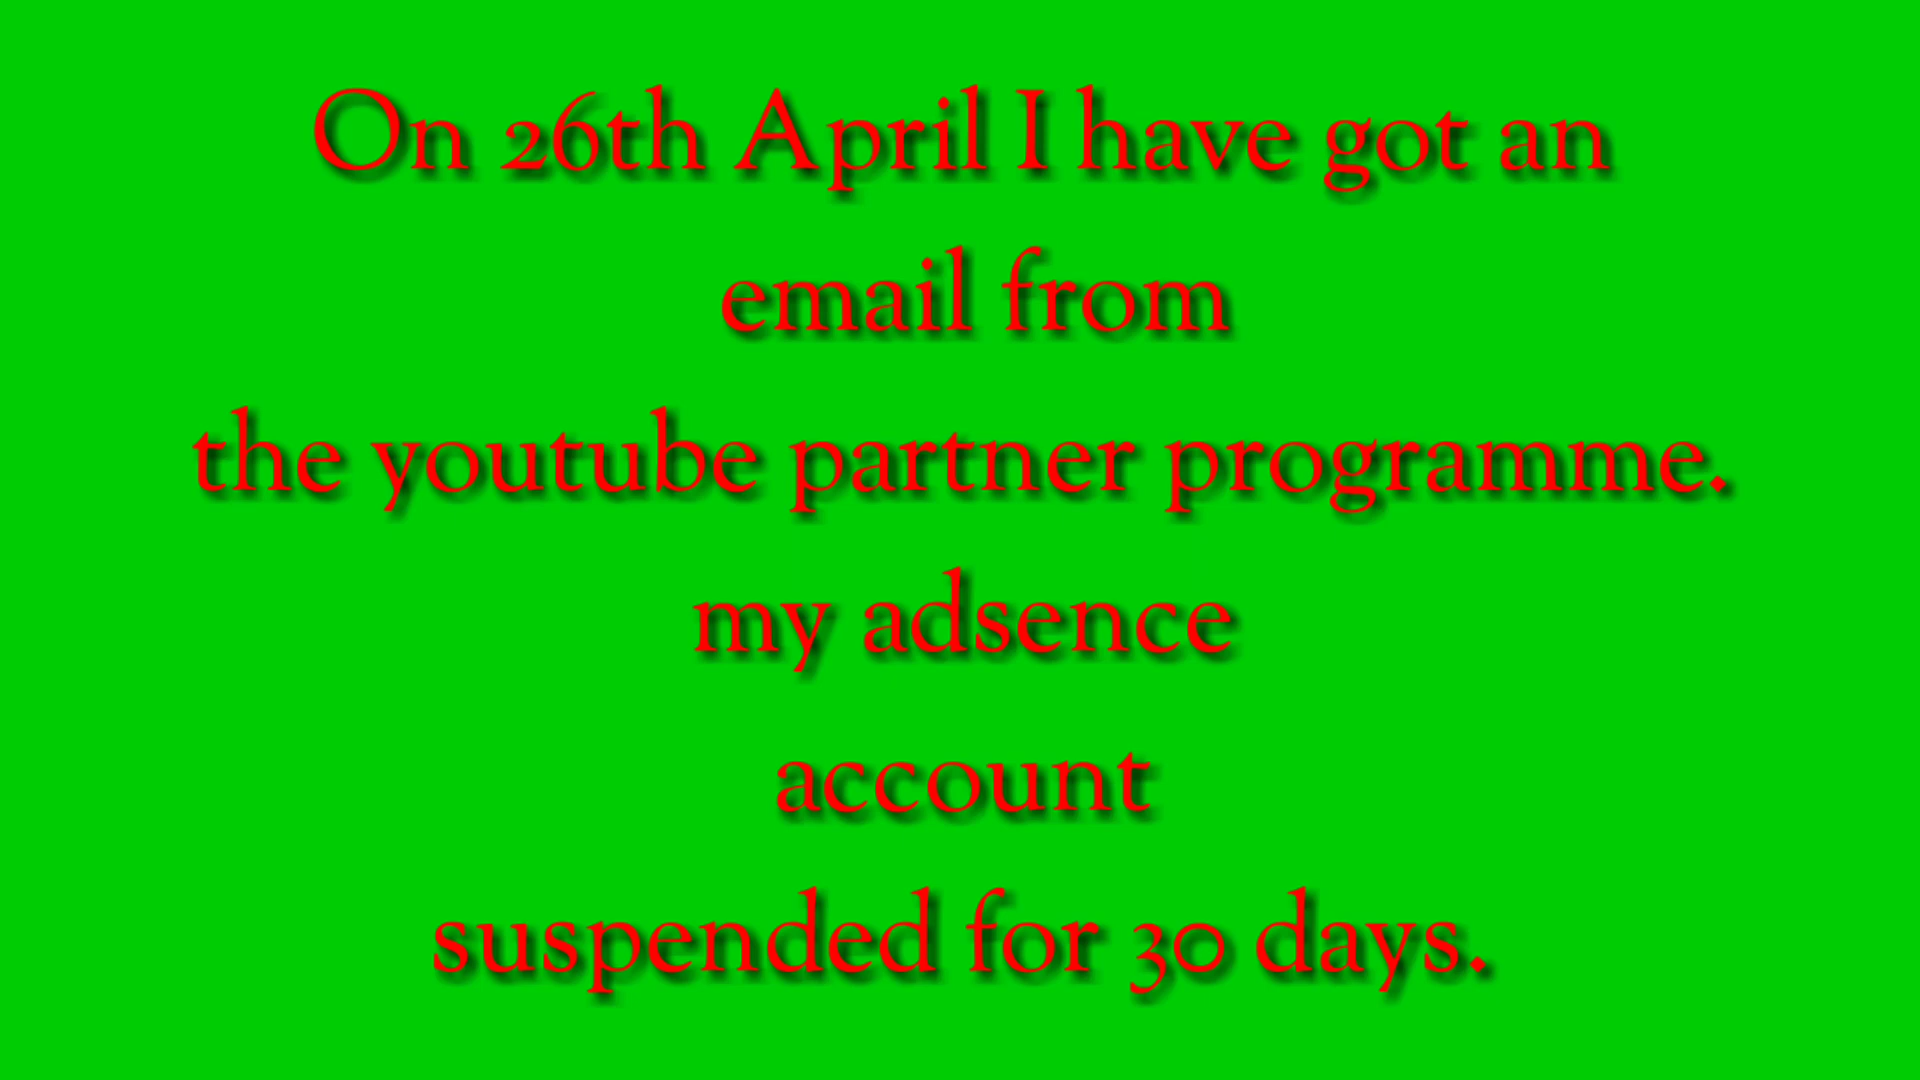 On 26th April I have got an
email from
the youtube partner programme.
my adsence
account
suspended for 30 days.